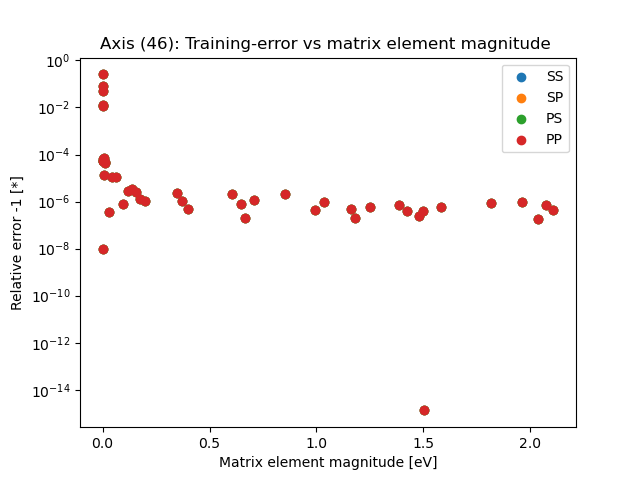 Axis (46): Training-error vs matrix element magnitude
SS
SP
PS
PP
Relative error -1 [*]
10⁰
10⁻²
10⁻⁴
10⁻⁶
10⁻⁸
10⁻¹⁰
10⁻¹²
10⁻¹⁴
0.0 0.5 1.0 1.5 2.0
Matrix element magnitude [eV]